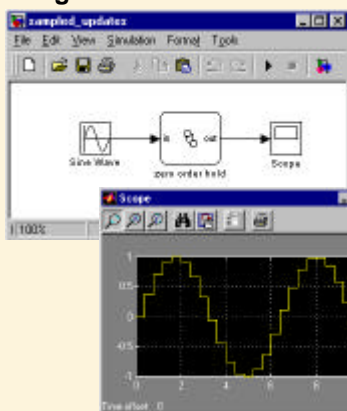 sampled_updates
File Edit View Simulation Format Tools
in
out
Sine Wave
zero order hold
Scope
100%
Scope
1
0.5
0
-0.5
-1
0 2 4 6 8
Time offset: 0